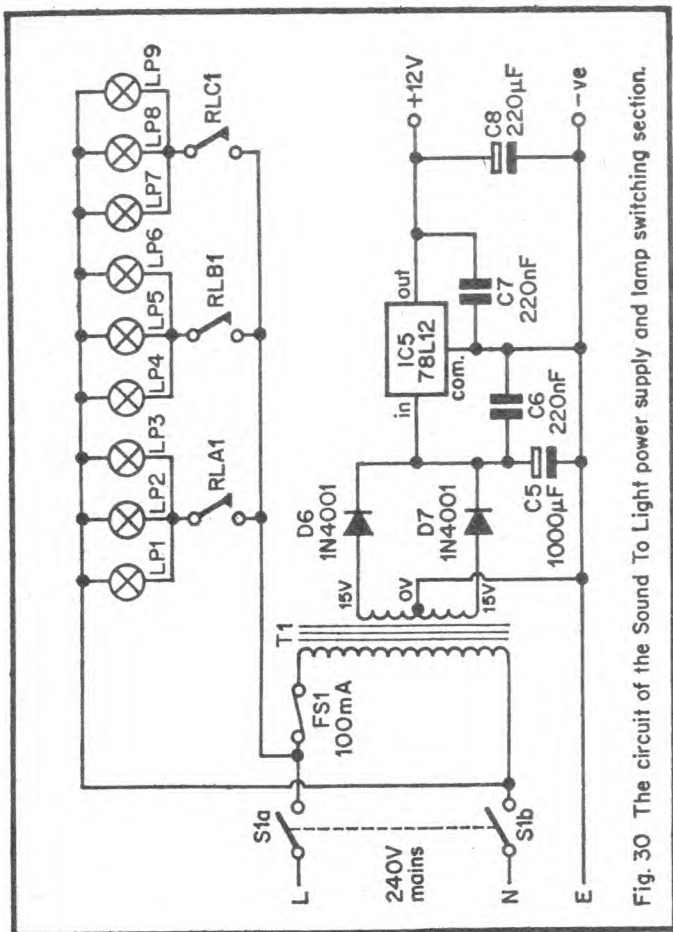 LP1
LP2
LP3
LP4
LP5
LP6
LP7
LP8
LP9
RLA1
RLB1
RLC1
S1a
L
240V
mains
N
S1b
E
FS1
100mA
T1
15V
0V
15V
D6
1N4001
D7
1N4001
in
IC5
78L12
out
com.
C5
1000µF
C6
220nF
C7
220nF
+12V
C8
220µF
-ve
Fig. 30 The circuit of the Sound To Light power supply and lamp switching section.